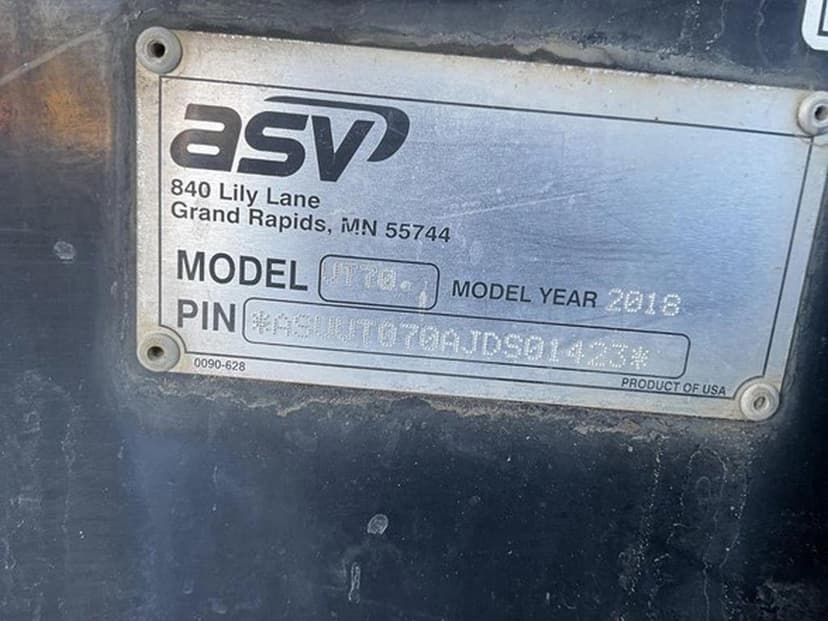 asv
840 Lily Lane
Grand Rapids, MN 55744
MODEL VT70. MODEL YEAR 2018
PIN *ASVVT070AJDS01423*
0090-628 PRODUCT OF USA